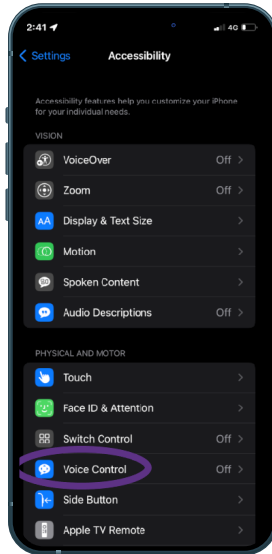 2:41 4G
Settings Accessibility
Accessibility features help you customize your iPhone
for your individual needs.
VISION
VoiceOver Off
Zoom Off
AA Display & Text Size
Motion
Spoken Content
Audio Descriptions Off
PHYSICAL AND MOTOR
Touch
Face ID & Attention
Switch Control Off
Voice Control Off
Side Button
Apple TV Remote